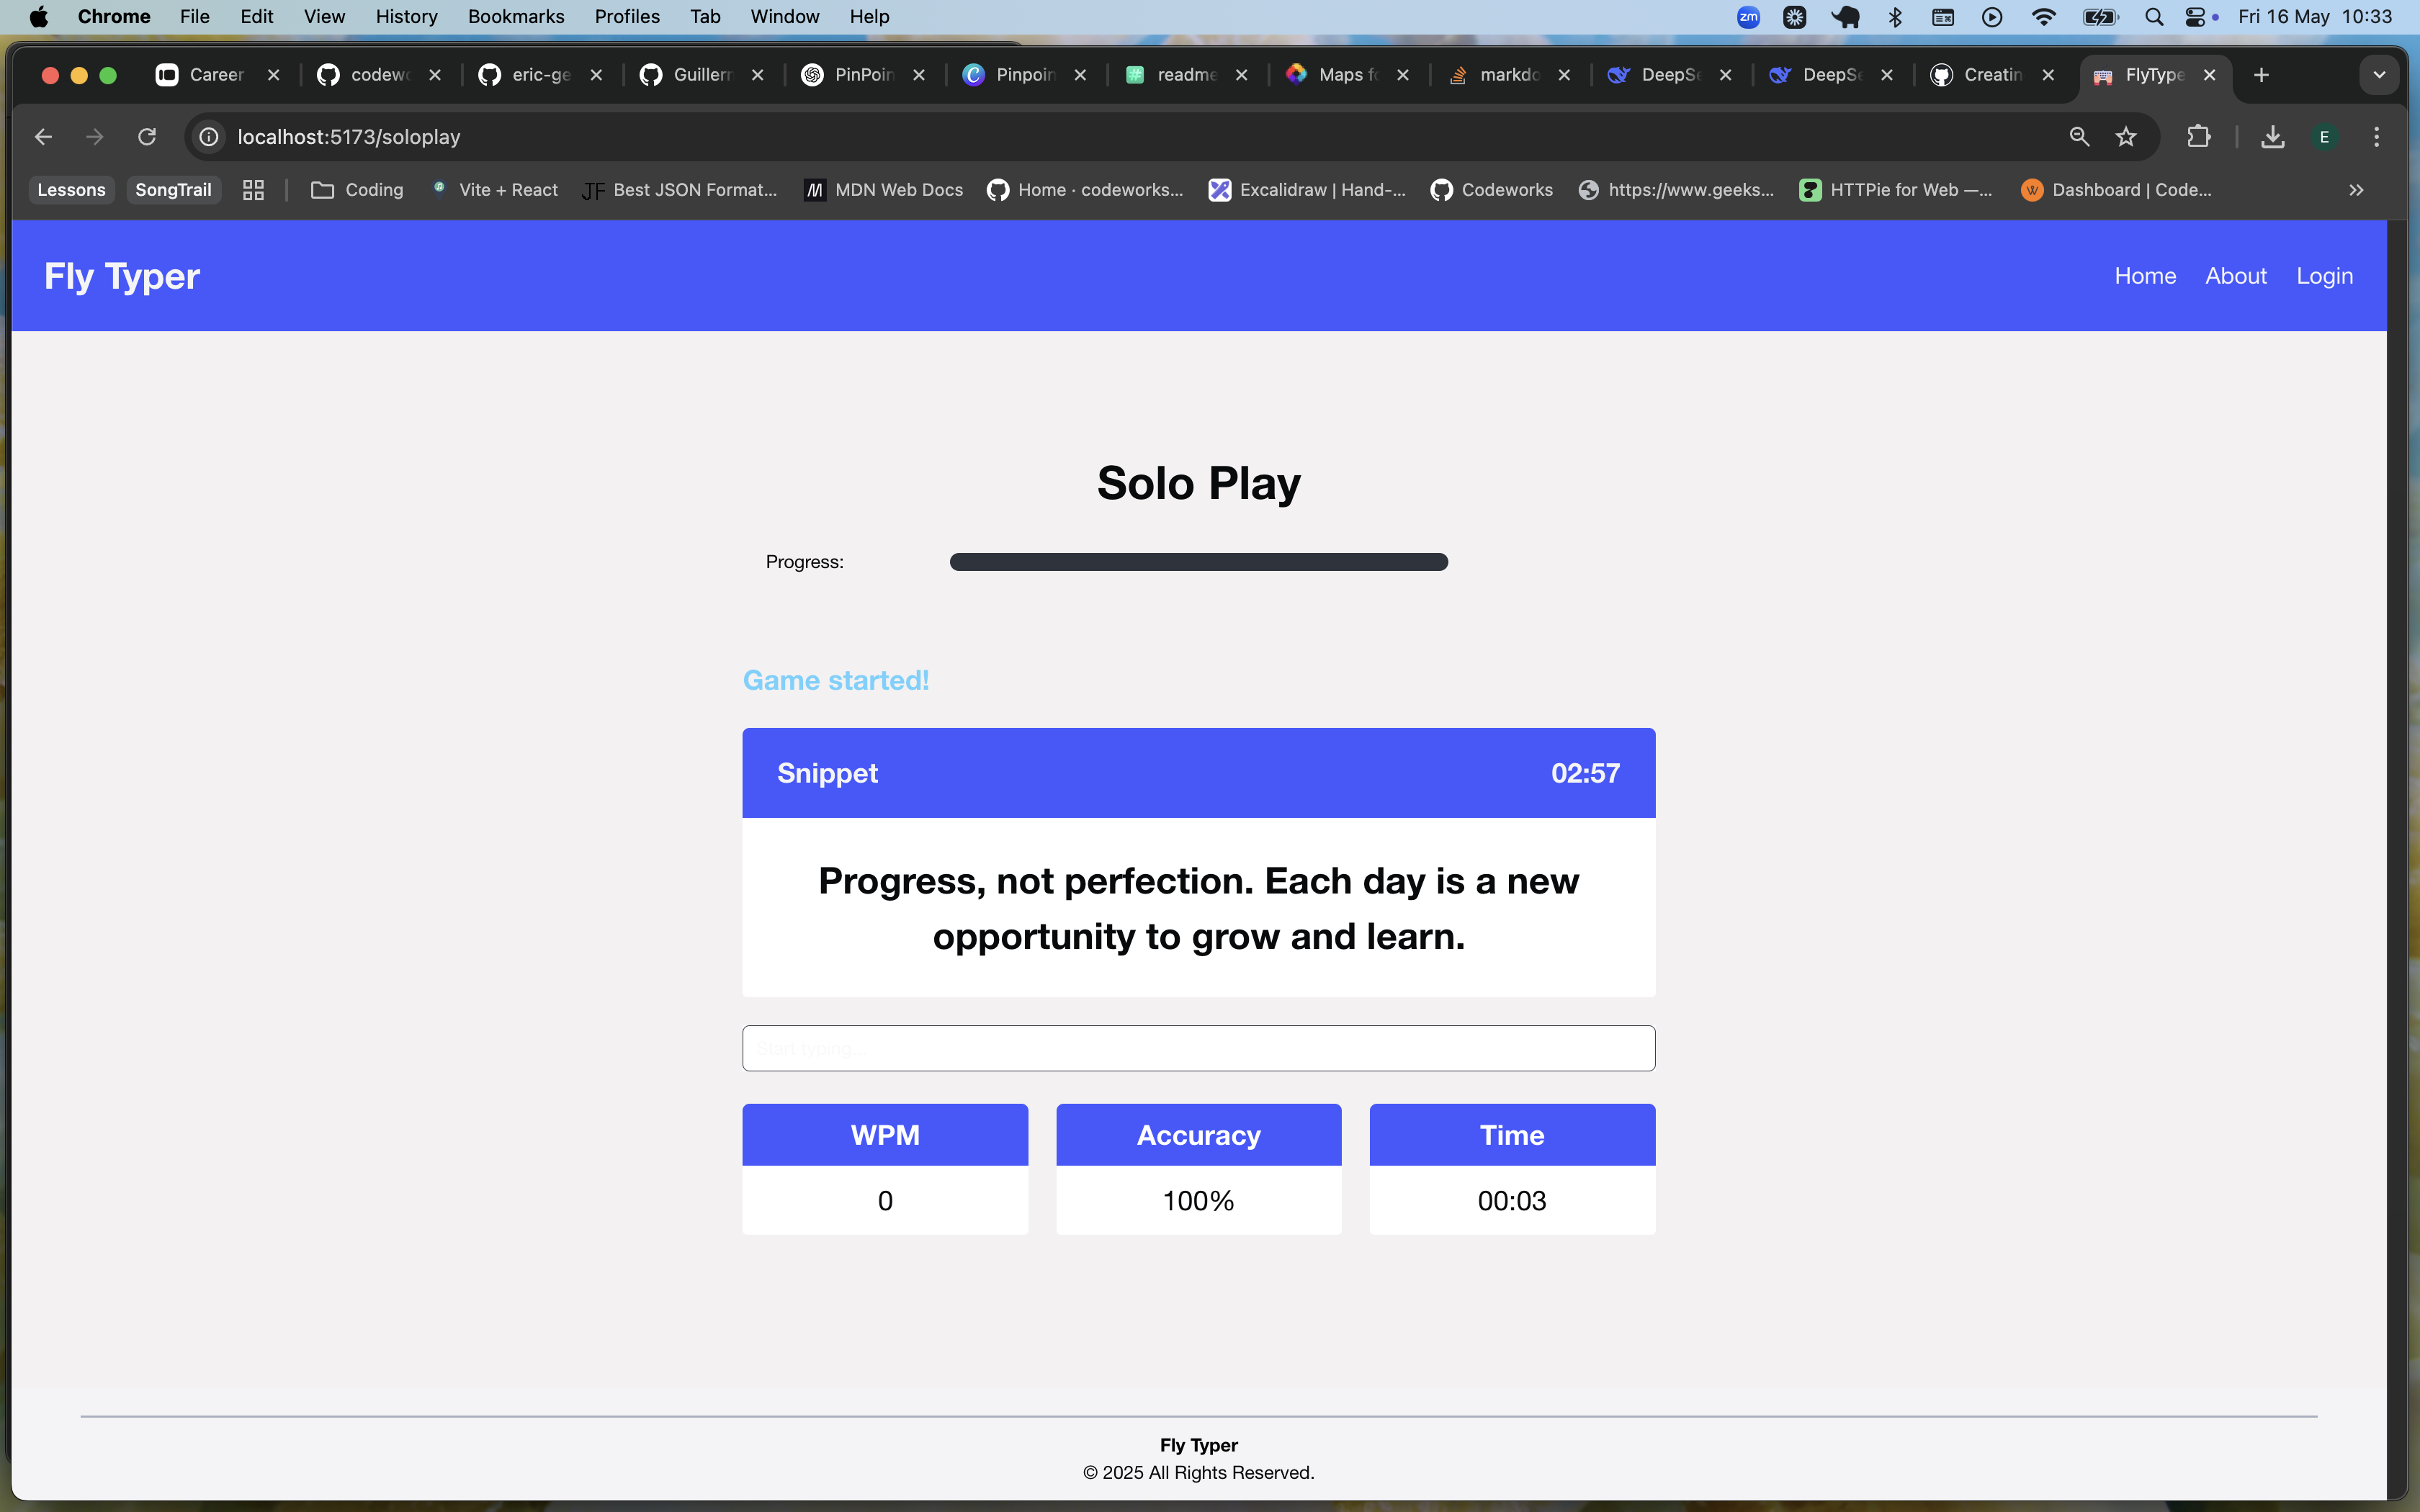 Chrome File Edit View History Bookmarks Profiles Tab Window Help zm Fri 16 May 10:33
Career codewo eric-ge Guillerm PinPoin Pinpoin readme Maps fo markdo DeepSe DeepSe Creatin FlyType
localhost:5173/soloplay E
Lessons SongTrail Coding Vite + React JF Best JSON Format... MDN Web Docs Home · codeworks... Excalidraw | Hand-... Codeworks https://www.geeks... HTTPie for Web —... Dashboard | Code...
Fly Typer Home About Login
Solo Play
Progress:
Game started!
Snippet 02:57
Progress, not perfection. Each day is a new
opportunity to grow and learn.
Start typing...
WPM Accuracy Time
0 100% 00:03
Fly Typer
© 2025 All Rights Reserved.